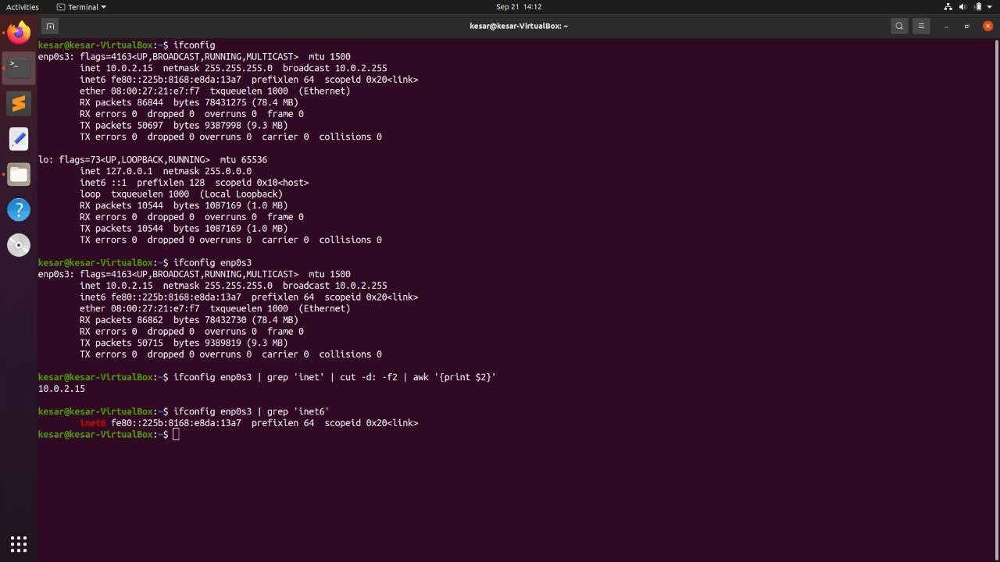 Activities
Terminal
Sep 21 14:12
kesar@kesar-VirtualBox: ~
kesar@kesar-VirtualBox:~$ ifconfig
enp0s3: flags=4163<UP,BROADCAST,RUNNING,MULTICAST>  mtu 1500
        inet 10.0.2.15  netmask 255.255.255.0  broadcast 10.0.2.255
        inet6 fe80::225b:8168:e8da:13a7  prefixlen 64  scopeid 0x20<link>
        ether 08:00:27:21:e7:f7  txqueuelen 1000  (Ethernet)
        RX packets 86844  bytes 78431275 (78.4 MB)
        RX errors 0  dropped 0  overruns 0  frame 0
        TX packets 50697  bytes 9387998 (9.3 MB)
        TX errors 0  dropped 0 overruns 0  carrier 0  collisions 0
lo: flags=73<UP,LOOPBACK,RUNNING>  mtu 65536
        inet 127.0.0.1  netmask 255.0.0.0
        inet6 ::1  prefixlen 128  scopeid 0x10<host>
        loop  txqueuelen 1000  (Local Loopback)
        RX packets 10544  bytes 1087169 (1.0 MB)
        RX errors 0  dropped 0  overruns 0  frame 0
        TX packets 10544  bytes 1087169 (1.0 MB)
        TX errors 0  dropped 0 overruns 0  carrier 0  collisions 0
kesar@kesar-VirtualBox:~$ ifconfig enp0s3
enp0s3: flags=4163<UP,BROADCAST,RUNNING,MULTICAST>  mtu 1500
        inet 10.0.2.15  netmask 255.255.255.0  broadcast 10.0.2.255
        inet6 fe80::225b:8168:e8da:13a7  prefixlen 64  scopeid 0x20<link>
        ether 08:00:27:21:e7:f7  txqueuelen 1000  (Ethernet)
        RX packets 86862  bytes 78432730 (78.4 MB)
        RX errors 0  dropped 0  overruns 0  frame 0
        TX packets 50715  bytes 9389819 (9.3 MB)
        TX errors 0  dropped 0 overruns 0  carrier 0  collisions 0
kesar@kesar-VirtualBox:~$ ifconfig enp0s3 | grep 'inet' | cut -d: -f2 | awk '{print $2}'
10.0.2.15
kesar@kesar-VirtualBox:~$ ifconfig enp0s3 | grep 'inet6'
        inet6 fe80::225b:8168:e8da:13a7  prefixlen 64  scopeid 0x20<link>
kesar@kesar-VirtualBox:~$